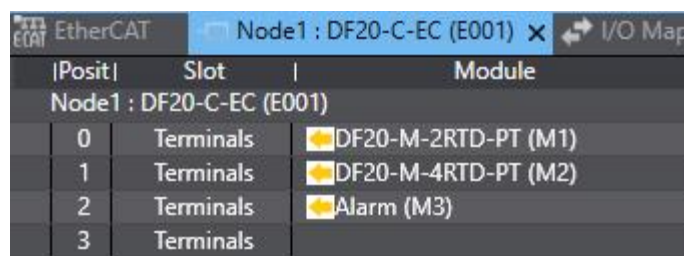 ECAT EtherCAT Node1 : DF20-C-EC (E001) I/O Map
Posit Slot Module
Node1 : DF20-C-EC (E001)
0 Terminals DF20-M-2RTD-PT (M1)
1 Terminals DF20-M-4RTD-PT (M2)
2 Terminals Alarm (M3)
3 Terminals